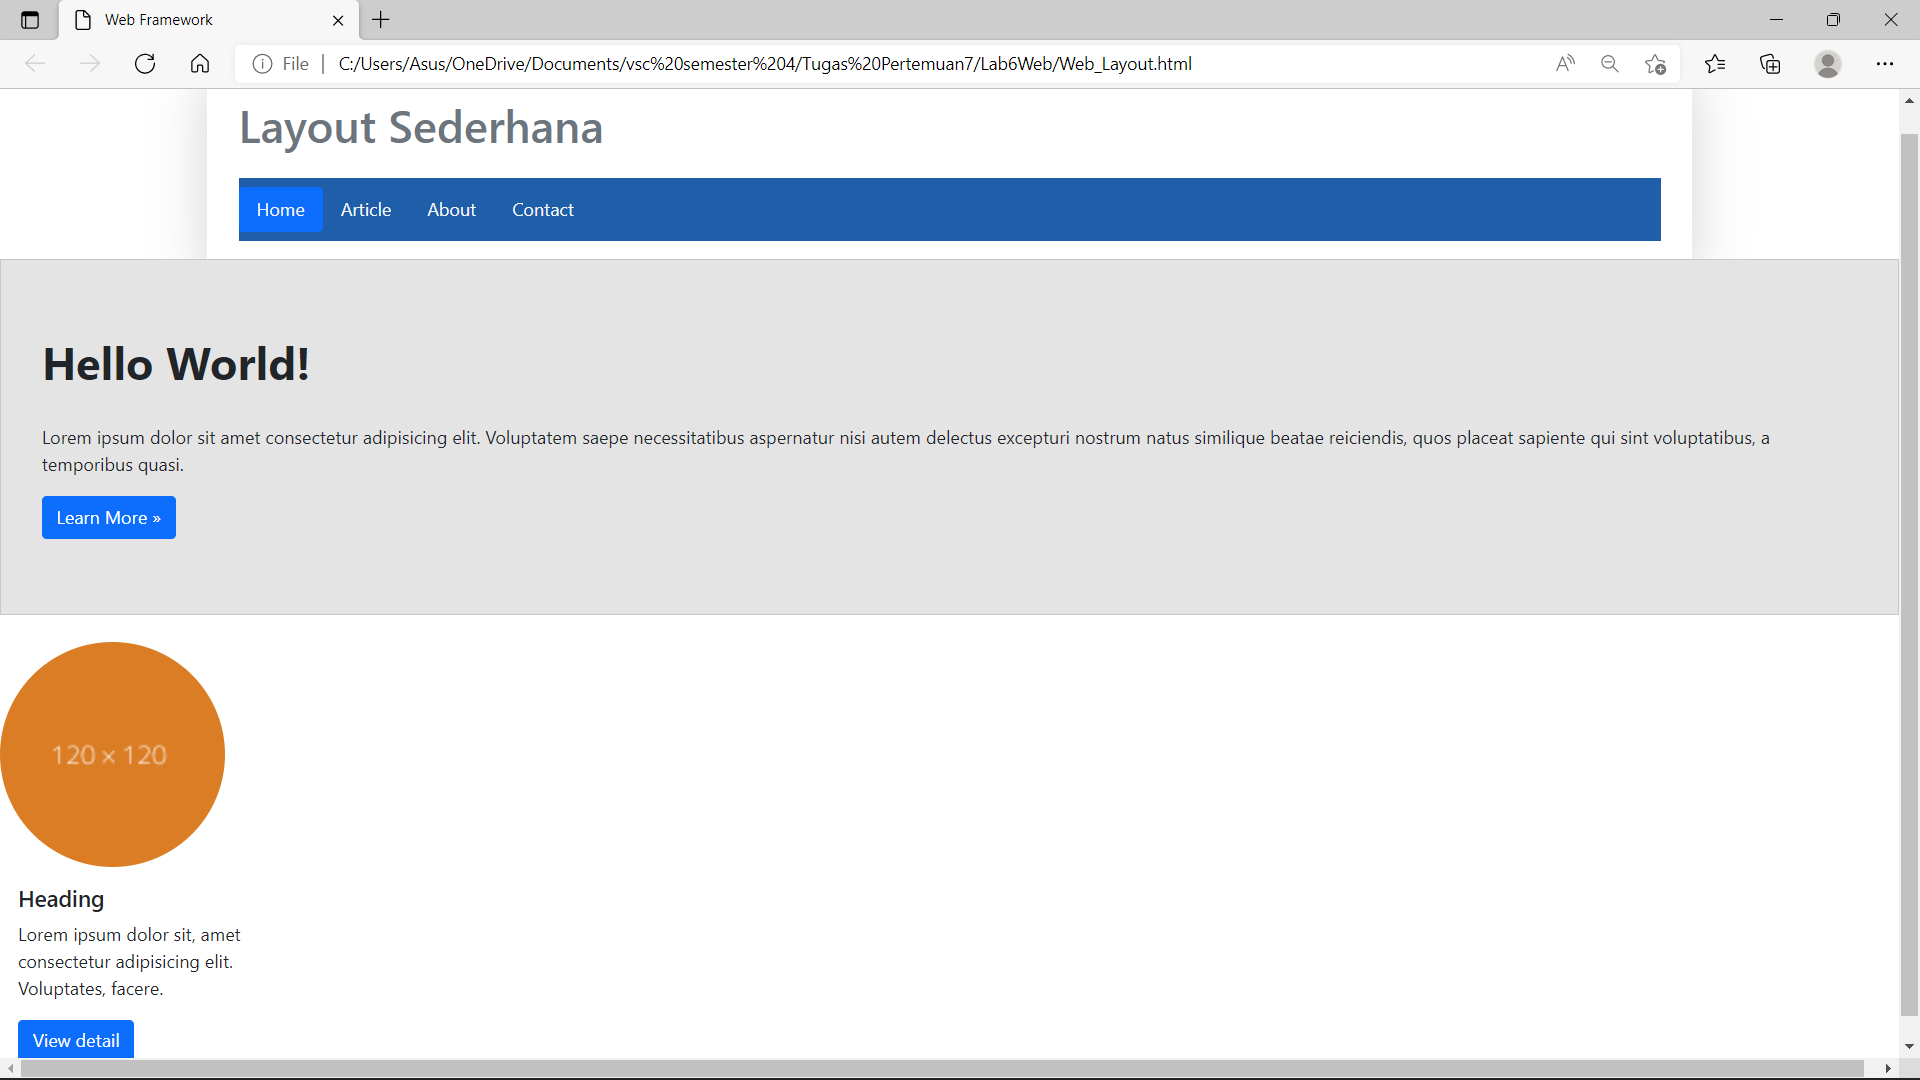 Web Framework
File
C:/Users/Asus/OneDrive/Documents/vsc%20semester%204/Tugas%20Pertemuan7/Lab6Web/Web_Layout.html
Layout Sederhana
Home Article About Contact
Hello World!
Lorem ipsum dolor sit amet consectetur adipisicing elit. Voluptatem saepe necessitatibus aspernatur nisi autem delectus excepturi nostrum natus similique beatae reiciendis, quos placeat sapiente qui sint voluptatibus, a
temporibus quasi.
Learn More »
120 × 120
Heading
Lorem ipsum dolor sit, amet
consectetur adipisicing elit.
Voluptates, facere.
View detail